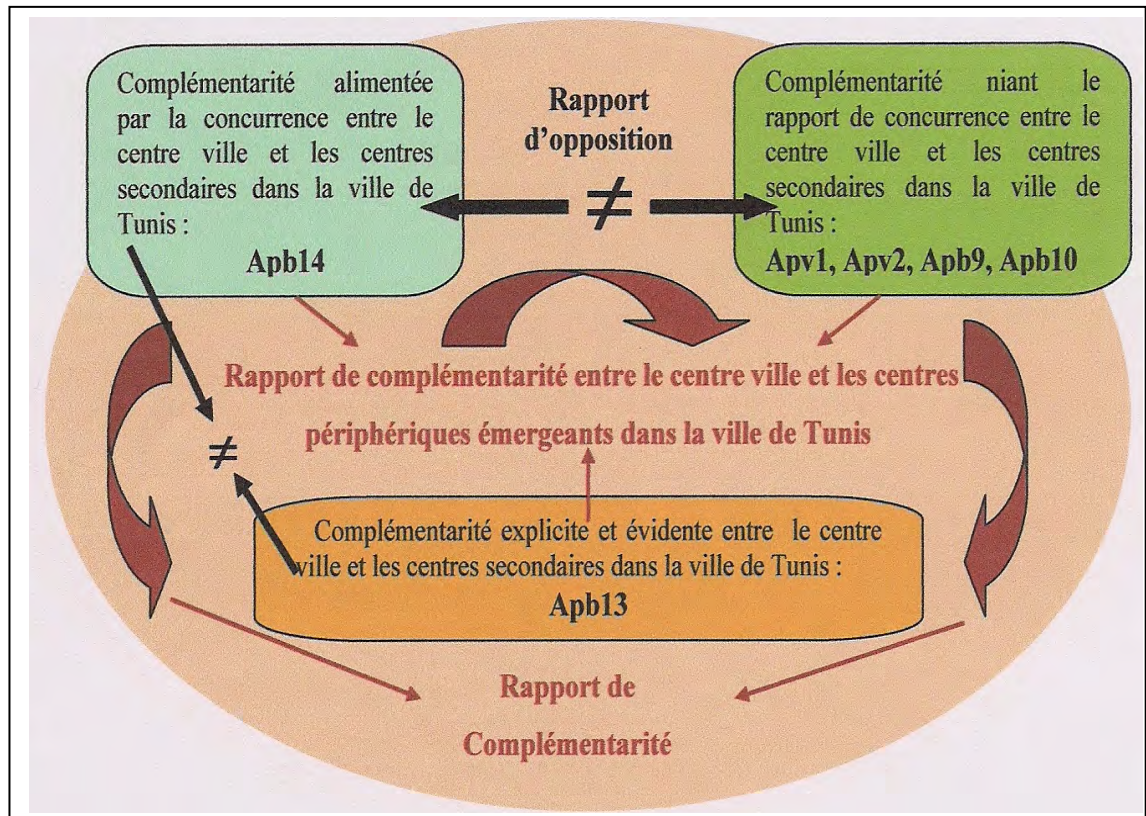 Complémentarité alimentée
par la concurrence entre le
centre ville et les centres
secondaires dans la ville de
Tunis :
Apb14
Rapport
d'opposition
≠
Complémentarité niant le
rapport de concurrence entre le
centre ville et les centres
secondaires dans la ville de
Tunis :
Apv1, Apv2, Apb9, Apb10
Rapport de complémentarité entre le centre ville et les centres
périphériques émergeants dans la ville de Tunis
≠
Complémentarité explicite et évidente entre le centre
ville et les centres secondaires dans la ville de Tunis :
Apb13
Rapport de
Complémentarité